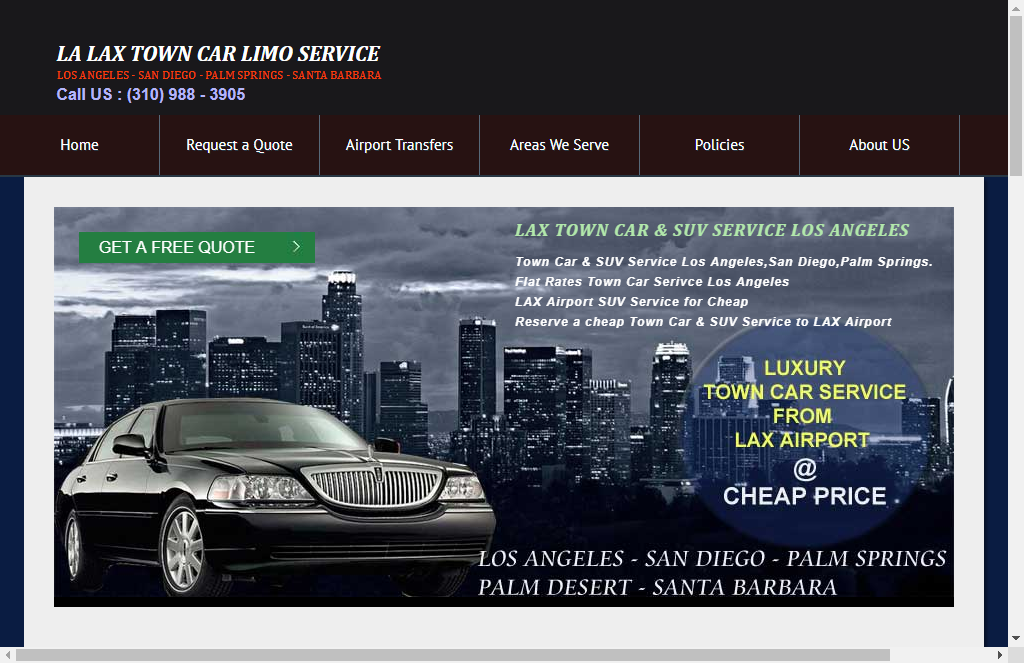 LA LAX TOWN CAR LIMO SERVICE
LOS ANGELES - SAN DIEGO - PALM SPRINGS - SANTA BARBARA
Call US : (310) 988 - 3905
Home Request a Quote Airport Transfers Areas We Serve Policies About US
GET A FREE QUOTE >
LAX TOWN CAR & SUV SERVICE LOS ANGELES
Town Car & SUV Service Los Angeles,San Diego,Palm Springs.
Flat Rates Town Car Serivce Los Angeles
LAX Airport SUV Service for Cheap
Reserve a cheap Town Car & SUV Service to LAX Airport
LUXURY
TOWN CAR SERVICE
FROM
LAX AIRPORT
@
CHEAP PRICE
LOS ANGELES - SAN DIEGO - PALM SPRINGS
PALM DESERT - SANTA BARBARA